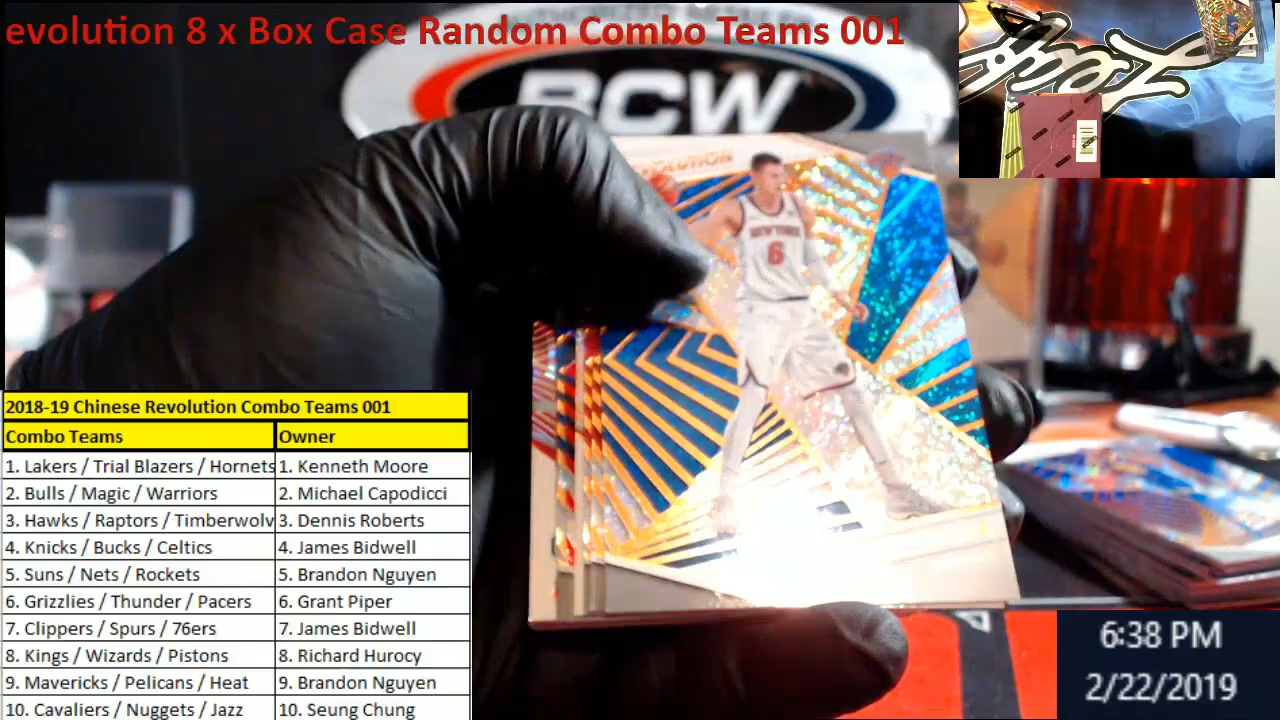 evolution 8 x Box Case Random Combo Teams 001
BCW
NEW YORK
6
2018-19 Chinese Revolution Combo Teams 001
Combo Teams Owner
1. Lakers / Trial Blazers / Hornets 1. Kenneth Moore
2. Bulls / Magic / Warriors 2. Michael Capodicci
3. Hawks / Raptors / Timberwolv 3. Dennis Roberts
4. Knicks / Bucks / Celtics 4. James Bidwell
5. Suns / Nets / Rockets 5. Brandon Nguyen
6. Grizzlies / Thunder / Pacers 6. Grant Piper
7. Clippers / Spurs / 76ers 7. James Bidwell
8. Kings / Wizards / Pistons 8. Richard Hurocy
9. Mavericks / Pelicans / Heat 9. Brandon Nguyen
10. Cavaliers / Nuggets / Jazz 10. Seung Chung
6:38 PM
2/22/2019